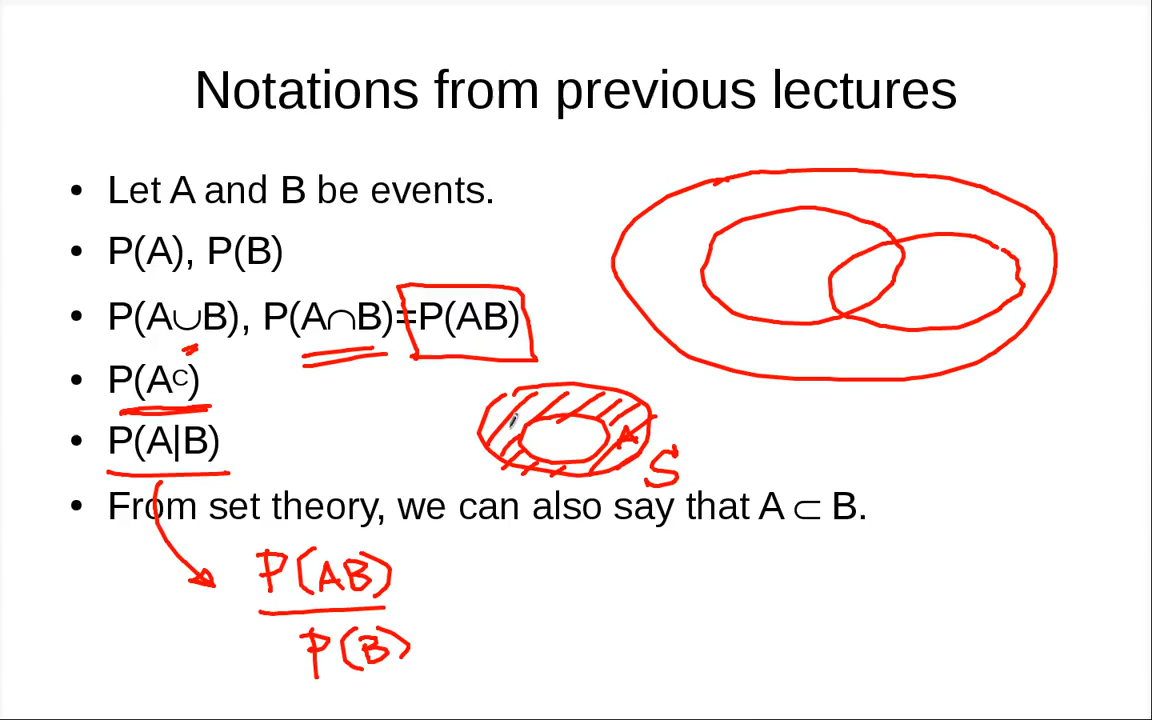 Notations from previous lectures
• Let A and B be events.
• P(A), P(B)
• P(A∪B), P(A∩B)=P(AB)
• P(Aᶜ)
• P(A|B)
A
S
• From set theory, we can also say that A ⊂ B.
P(AB)
P(B)